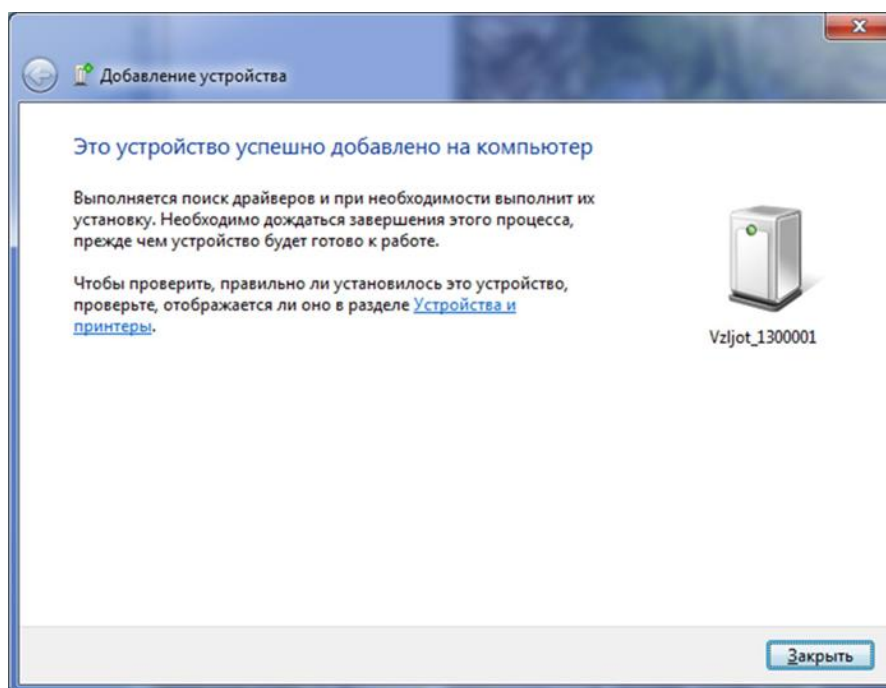 Добавление устройства
Это устройство успешно добавлено на компьютер
Выполняется поиск драйверов и при необходимости выполнит их
установку. Необходимо дождаться завершения этого процесса,
прежде чем устройство будет готово к работе.
Чтобы проверить, правильно ли установилось это устройство,
проверьте, отображается ли оно в разделе Устройства и
принтеры.
Vzljot_1300001
Закрыть